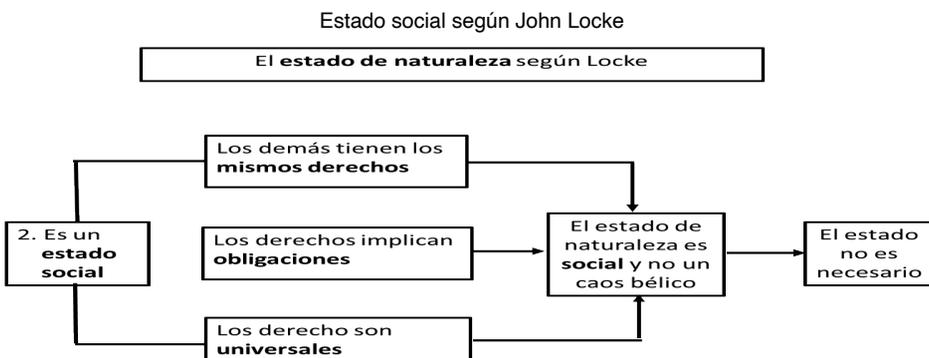 Estado social según John Locke
El estado de naturaleza según Locke
Los demás tienen los
mismos derechos
2. Es un
estado
social
Los derechos implican
obligaciones
El estado de
naturaleza es
social y no un
caos bélico
El estado
no es
necesario
Los derecho son
universales